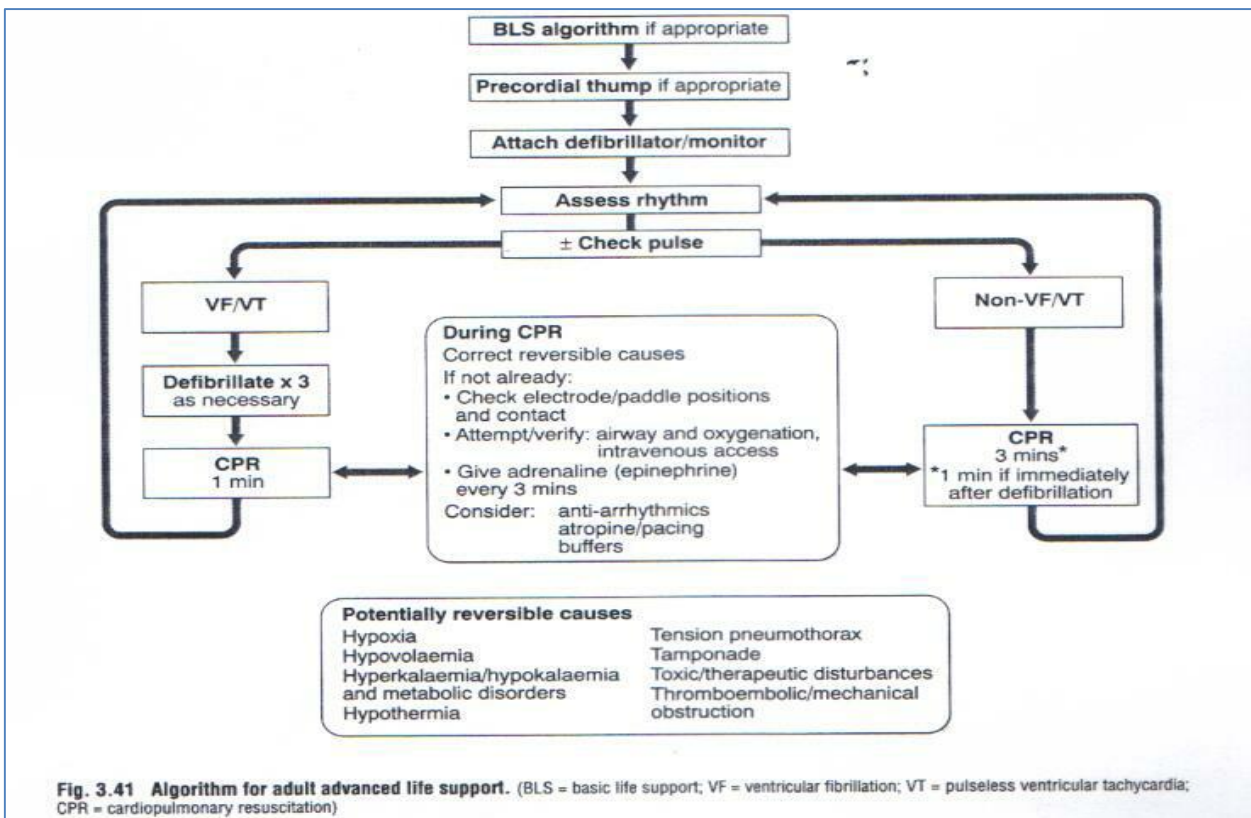 BLS algorithm if appropriate
Precordial thump if appropriate
Attach defibrillator/monitor
Assess rhythm
± Check pulse
VF/VT
Defibrillate x 3
as necessary
CPR
1 min
During CPR
Correct reversible causes
If not already:
• Check electrode/paddle positions
and contact
• Attempt/verify: airway and oxygenation,
intravenous access
• Give adrenaline (epinephrine)
every 3 mins
Consider: anti-arrhythmics
atropine/pacing
buffers
Non-VF/VT
CPR
3 mins*
*1 min if immediately
after defibrillation
Potentially reversible causes
Hypoxia
Hypovolaemia
Hyperkalaemia/hypokalaemia
and metabolic disorders
Hypothermia
Tension pneumothorax
Tamponade
Toxic/therapeutic disturbances
Thromboembolic/mechanical
obstruction
Fig. 3.41 Algorithm for adult advanced life support. (BLS = basic life support; VF = ventricular fibrillation; VT = pulseless ventricular tachycardia;
CPR = cardiopulmonary resuscitation)